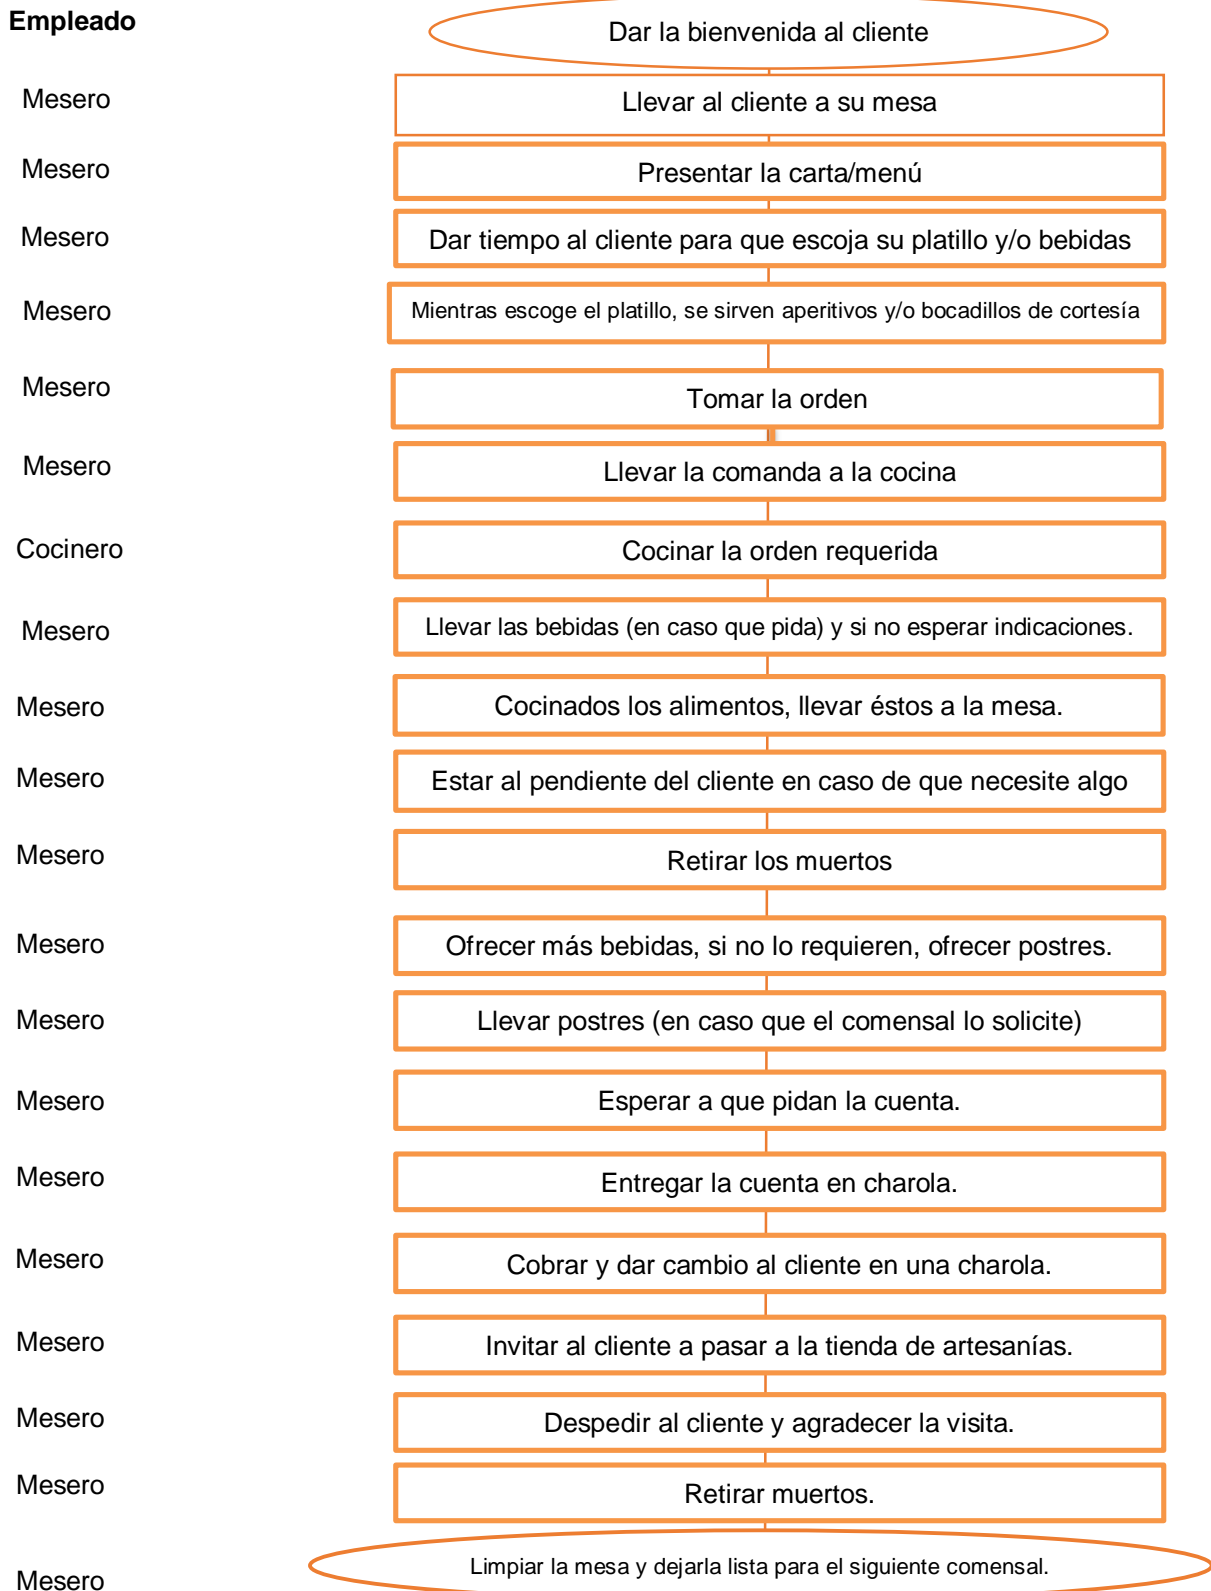 Empleado
Dar la bienvenida al cliente
Mesero
Llevar al cliente a su mesa
Mesero
Presentar la carta/menú
Mesero
Dar tiempo al cliente para que escoja su platillo y/o bebidas
Mesero
Mientras escoge el platillo, se sirven aperitivos y/o bocadillos de cortesía
Mesero
Tomar la orden
Mesero
Llevar la comanda a la cocina
Cocinero
Cocinar la orden requerida
Mesero
Llevar las bebidas (en caso que pida) y si no esperar indicaciones.
Mesero
Cocinados los alimentos, llevar éstos a la mesa.
Mesero
Estar al pendiente del cliente en caso de que necesite algo
Mesero
Retirar los muertos
Mesero
Ofrecer más bebidas, si no lo requieren, ofrecer postres.
Mesero
Llevar postres (en caso que el comensal lo solicite)
Mesero
Esperar a que pidan la cuenta.
Mesero
Entregar la cuenta en charola.
Mesero
Cobrar y dar cambio al cliente en una charola.
Mesero
Invitar al cliente a pasar a la tienda de artesanías.
Mesero
Despedir al cliente y agradecer la visita.
Mesero
Retirar muertos.
Mesero
Limpiar la mesa y dejarla lista para el siguiente comensal.